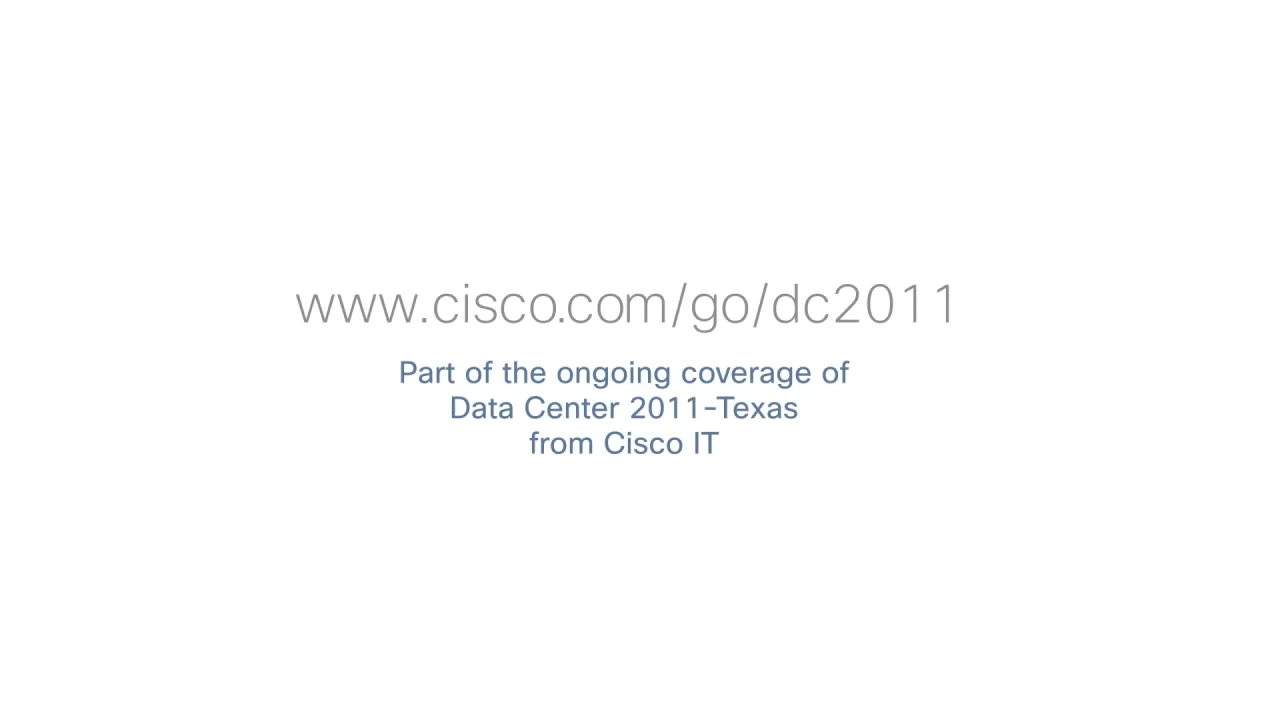 www.cisco.com/go/dc2011
Part of the ongoing coverage of
Data Center 2011-Texas
from Cisco IT